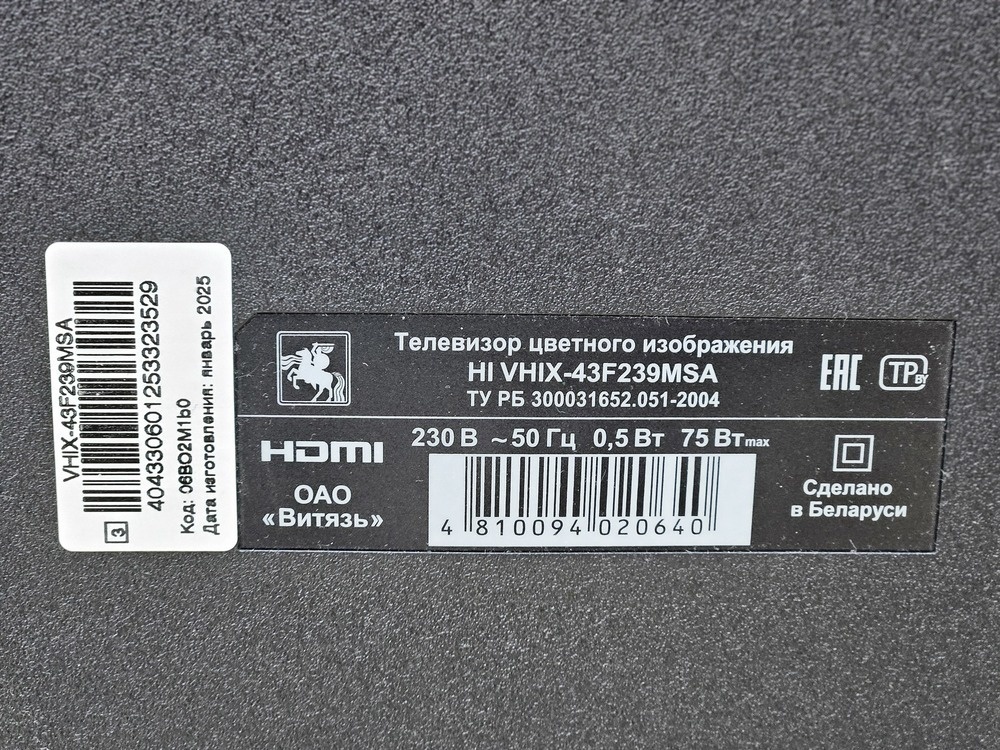 VHIX-43F239MSA
4043306012533323529
Код: 06BO2M1b0
Дата изготовления: январь 2025
3
Телевизор цветного изображения
HI VHIX-43F239MSA
ТУ РБ 300031652.051-2004
EAC
TP BY
HDMI
230 В ~50 Гц 0,5 Вт 75 Вт max
ОАО
«Витязь»
4 810094 020640
Сделано
в Беларуси